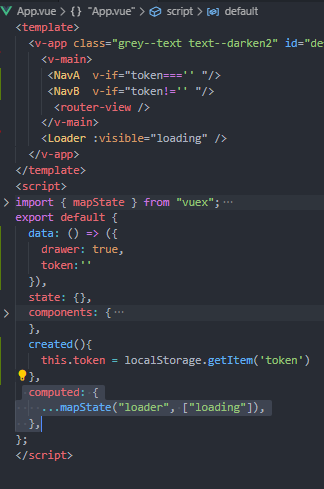 App.vue > {} "App.vue" > script > default
<template>
<v-app class="grey--text text--darken2" id="de
<v-main>
<NavA v-if="token==='' "/>
<NavB v-if="token!='' "/>
<router-view />
</v-main>
<Loader :visible="loading" />
</v-app>
</template>
<script>
import { mapState } from "vuex";···
export default {
data: () => ({
drawer: true,
token:''
}),
state: {},
components: {···
},
created(){
this.token = localStorage.getItem('token')
},
computed: {
...mapState("loader", ["loading"]),
},
};
</script>